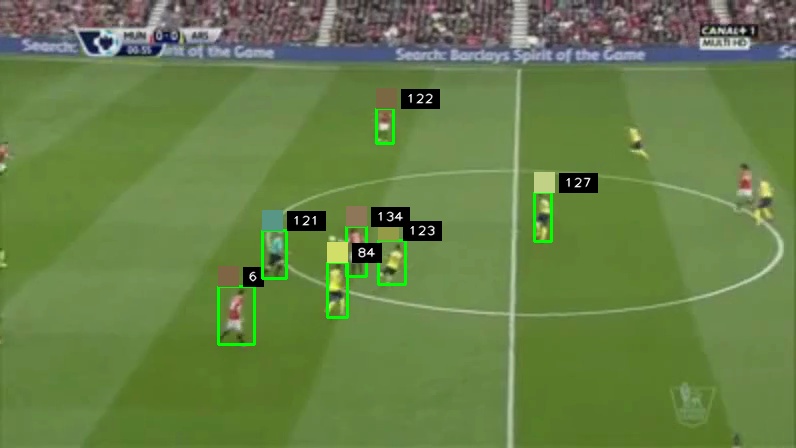 MUN 0-0 ARS
00:55
Search: Spirit of the Game
Search: Barclays Spirit of the Game
CANAL+ 1
MULTI HD
122
127
121
134
123
84
6